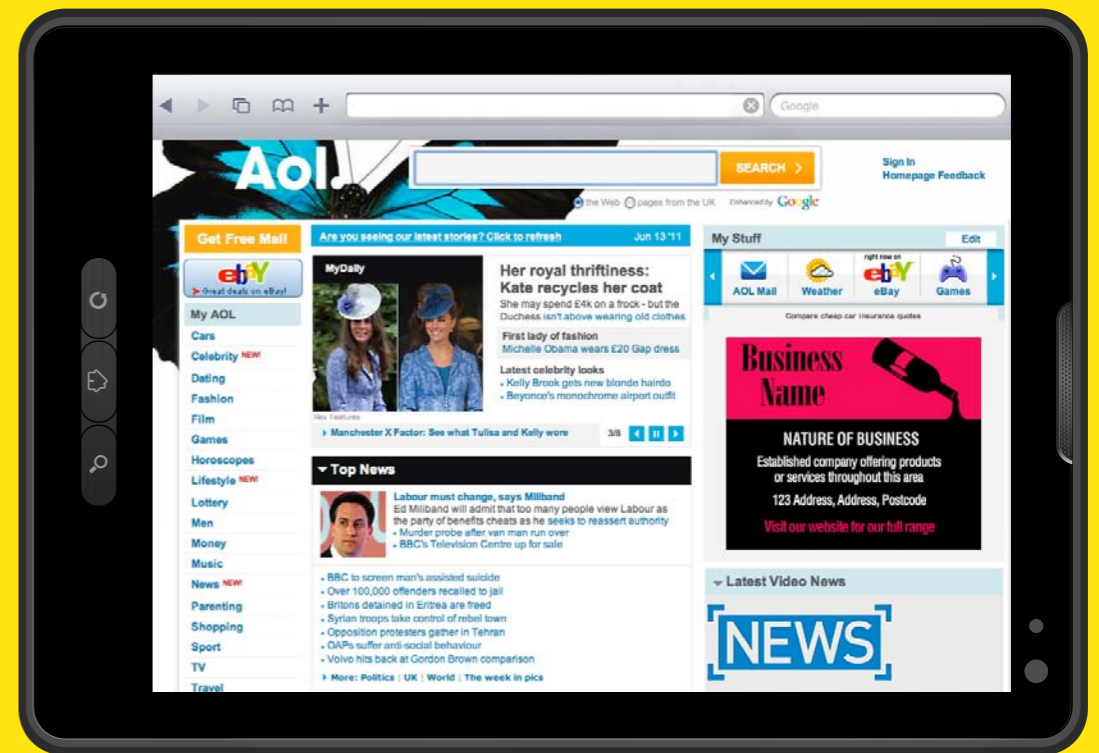 Google
Aol.
SEARCH >
Sign In
Homepage Feedback
the Web pages from the UK Enhanced by Google
Get Free Mail
ebY
Great deals on eBay!
My AOL
Cars
Celebrity NEW!
Dating
Fashion
Film
Games
Horoscopes
Lifestyle NEW!
Lottery
Men
Money
Music
News NEW!
Parenting
Shopping
Sport
TV
Travel
Are you seeing our latest stories? Click to refresh Jun 13 '11
MyDaily
Her royal thriftiness:
Kate recycles her coat
She may spend £4k on a frock - but the
Duchess isn't above wearing old clothes
First lady of fashion
Michelle Obama wears £20 Gap dress
Latest celebrity looks
• Kelly Brook gets new blonde hairdo
• Beyonce's monochrome airport outfit
Rex Features
Manchester X Factor: See what Tulisa and Kelly wore 3/8
Top News
Labour must change, says Miliband
Ed Miliband will admit that too many people view Labour as
the party of benefits cheats as he seeks to reassert authority
• Murder probe after van man run over
• BBC's Television Centre up for sale
• BBC to screen man's assisted suicide
• Over 100,000 offenders recalled to jail
• Britons detained in Eritrea are freed
• Syrian troops take control of rebel town
• Opposition protesters gather in Tehran
• OAPs suffer anti-social behaviour
• Volvo hits back at Gordon Brown comparison
More: Politics | UK | World | The week in pics
My Stuff Edit
right now on
ebY
AOL Mail Weather eBay Games
Compare cheap car insurance quotes
Business
Name
NATURE OF BUSINESS
Established company offering products
or services throughout this area
123 Address, Address, Postcode
Visit our website for our full range
Latest Video News
NEWS